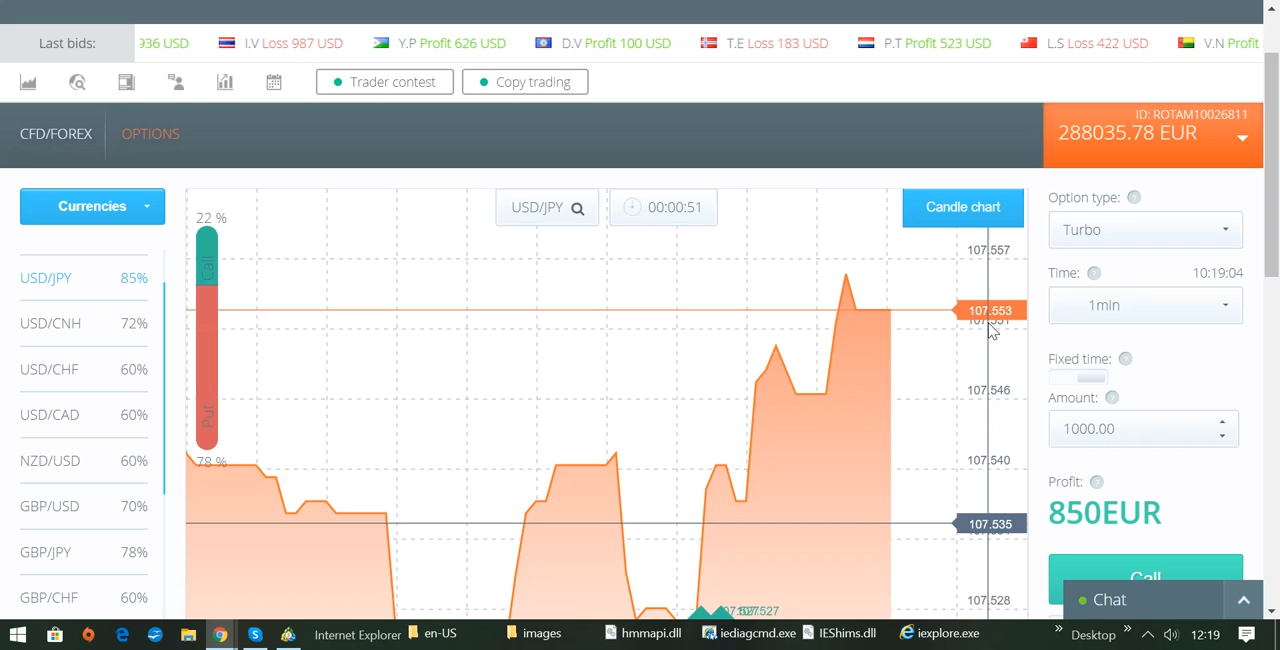 Last bids: 936 USD I.V Loss 987 USD Y.P Profit 626 USD D.V Profit 100 USD T.E Loss 183 USD P.T Profit 523 USD L.S Loss 422 USD V.N Profit
Trader contest Copy trading
CFD/FOREX OPTIONS
ID: ROTAM10026811
288035.78 EUR
Currencies
USD/JPY 85%
USD/CNH 72%
USD/CHF 60%
USD/CAD 60%
NZD/USD 60%
GBP/USD 70%
GBP/JPY 78%
GBP/CHF 60%
22 %
Call
Put
78 %
USD/JPY 00:00:51
Candle chart
107.557
107.553
107.551
107.546
107.540
107.535
107.528
Option type:
Turbo
Time: 10:19:04
1min
Fixed time:
Amount:
1000.00
Profit:
850EUR
Call
Chat
Internet Explorer en-US images hmmapi.dll iediagcmd.exe IEShims.dll iexplore.exe Desktop 12:19